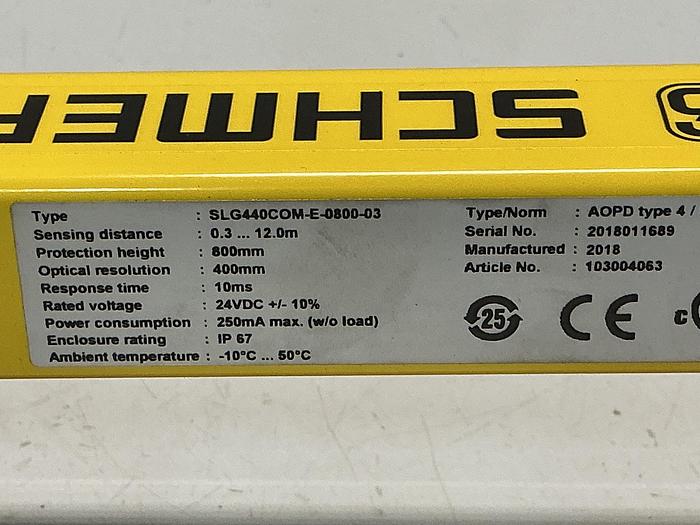 SCHMER
Type : SLG440COM-E-0800-03
Sensing distance : 0.3 ... 12.0m
Protection height : 800mm
Optical resolution : 400mm
Response time : 10ms
Rated voltage : 24VDC +/- 10%
Power consumption : 250mA max. (w/o load)
Enclosure rating : IP 67
Ambient temperature : -10°C ... 50°C
Type/Norm : AOPD type 4 /
Serial No. : 2018011689
Manufactured : 2018
Article No. : 103004063
25 CE c